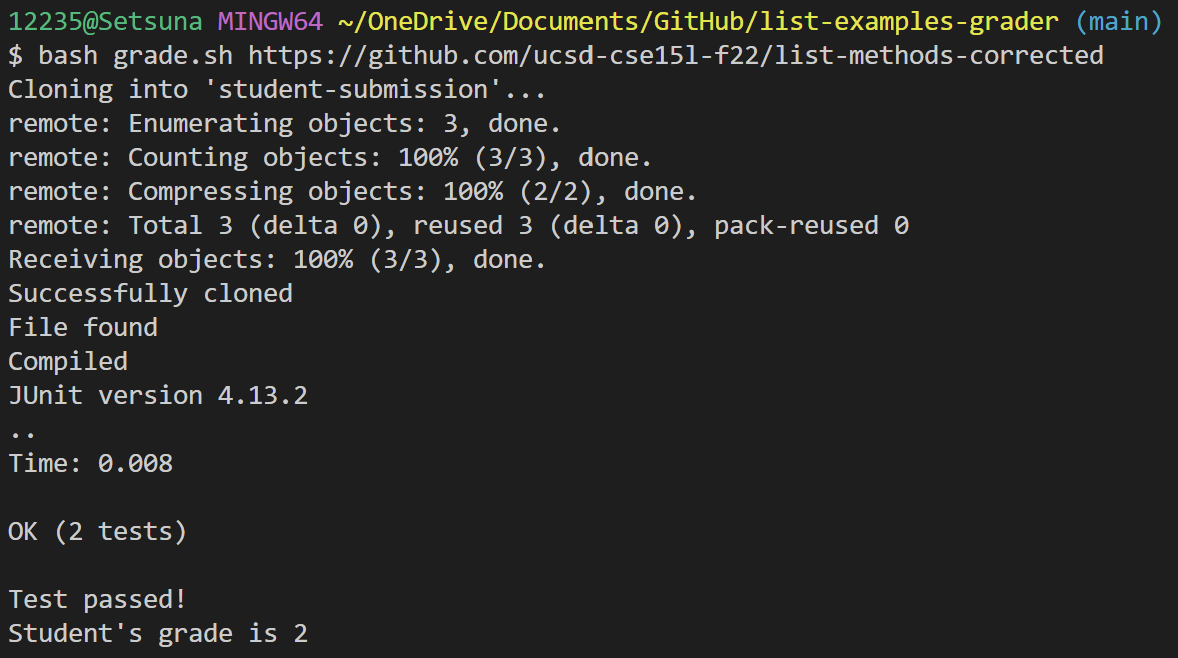 12235@Setsuna MINGW64 ~/OneDrive/Documents/GitHub/list-examples-grader (main)
$ bash grade.sh https://github.com/ucsd-cse15l-f22/list-methods-corrected
Cloning into 'student-submission'...
remote: Enumerating objects: 3, done.
remote: Counting objects: 100% (3/3), done.
remote: Compressing objects: 100% (2/2), done.
remote: Total 3 (delta 0), reused 3 (delta 0), pack-reused 0
Receiving objects: 100% (3/3), done.
Successfully cloned
File found
Compiled
JUnit version 4.13.2
..
Time: 0.008
OK (2 tests)
Test passed!
Student's grade is 2